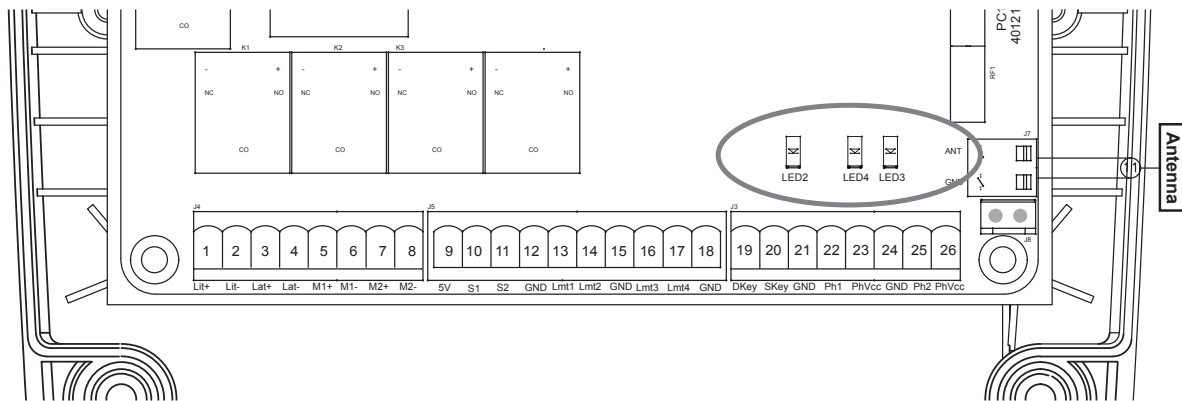 CO
PC1
40121
RF1
K1 K2 K3
- + - + - + - +
NC NO NC NO NC NO NO
CO CO CO CO
ANT
J7
LED2 LED4 LED3
GND
11
Antenna
J4 J5 J3
J8
1 2 3 4 5 6 7 8 9 10 11 12 13 14 15 16 17 18 19 20 21 22 23 24 25 26
Lit+ Lit- Lat+ Lat- M1+ M1- M2+ M2- 5V S1 S2 GND Lmt1 Lmt2 GND Lmt3 Lmt4 GND DKey SKey GND Ph1 PhVcc GND Ph2 PhVcc